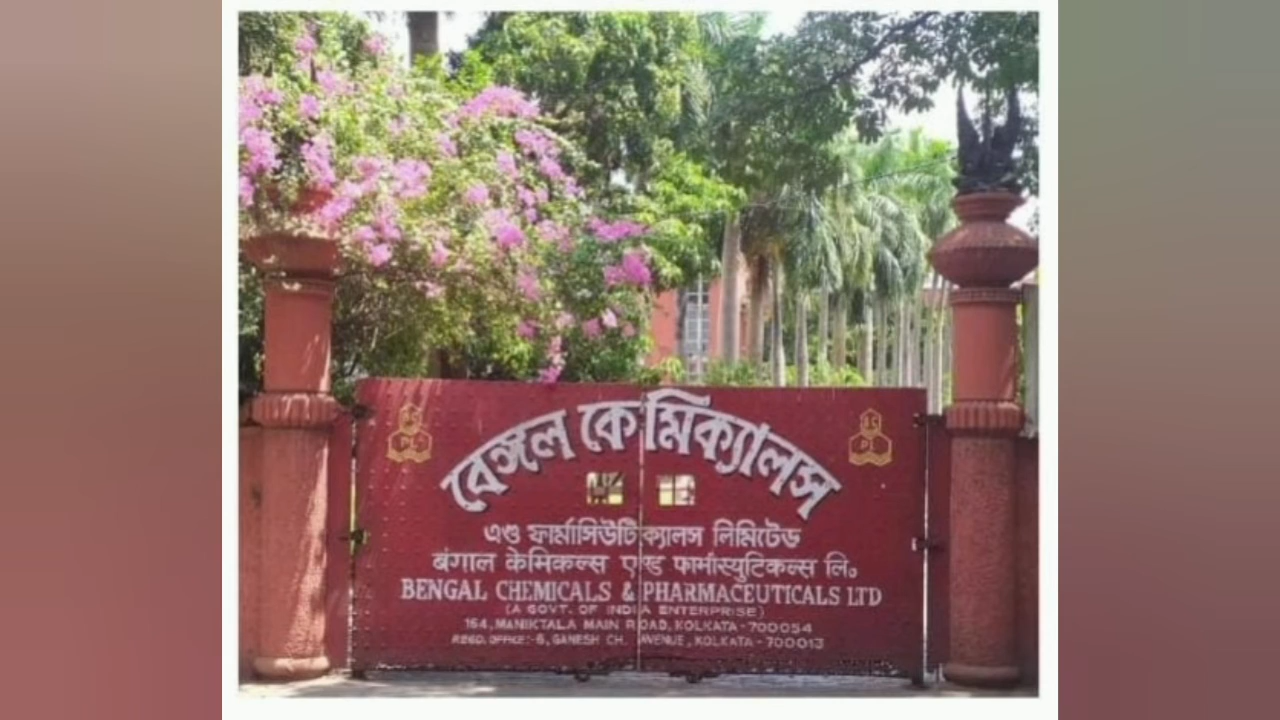 বেঙ্গল কেমিক্যালস
এণ্ড ফার্মাসিউটিক্যালস লিমিটেড
बंगाल केमिकल्स एण्ड फार्मास्युटिकल्स लि॰
BENGAL CHEMICALS & PHARMACEUTICALS LTD
(A GOVT. OF INDIA ENTERPRISE)
164, MANIKTALA MAIN ROAD, KOLKATA-700054
REGD. OFFICE:-6, GANESH CH. AVENUE, KOLKATA-700013